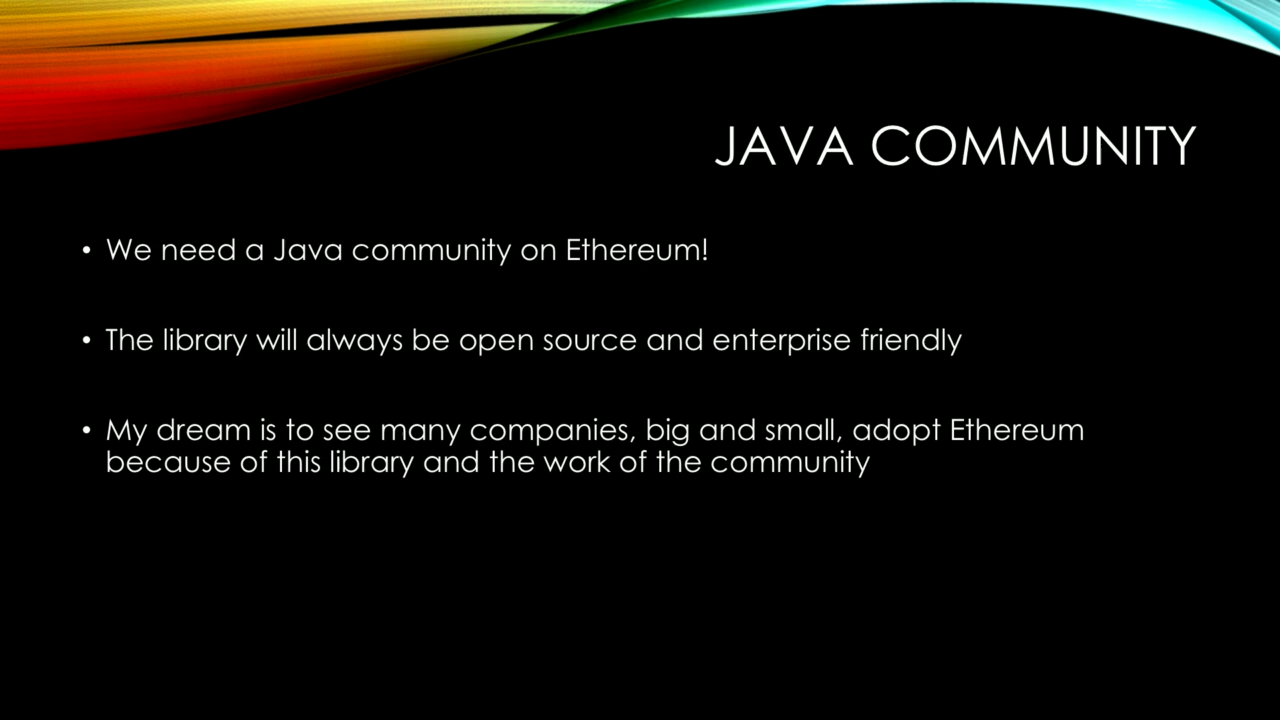 JAVA COMMUNITY
• We need a Java community on Ethereum!
• The library will always be open source and enterprise friendly
• My dream is to see many companies, big and small, adopt Ethereum
because of this library and the work of the community